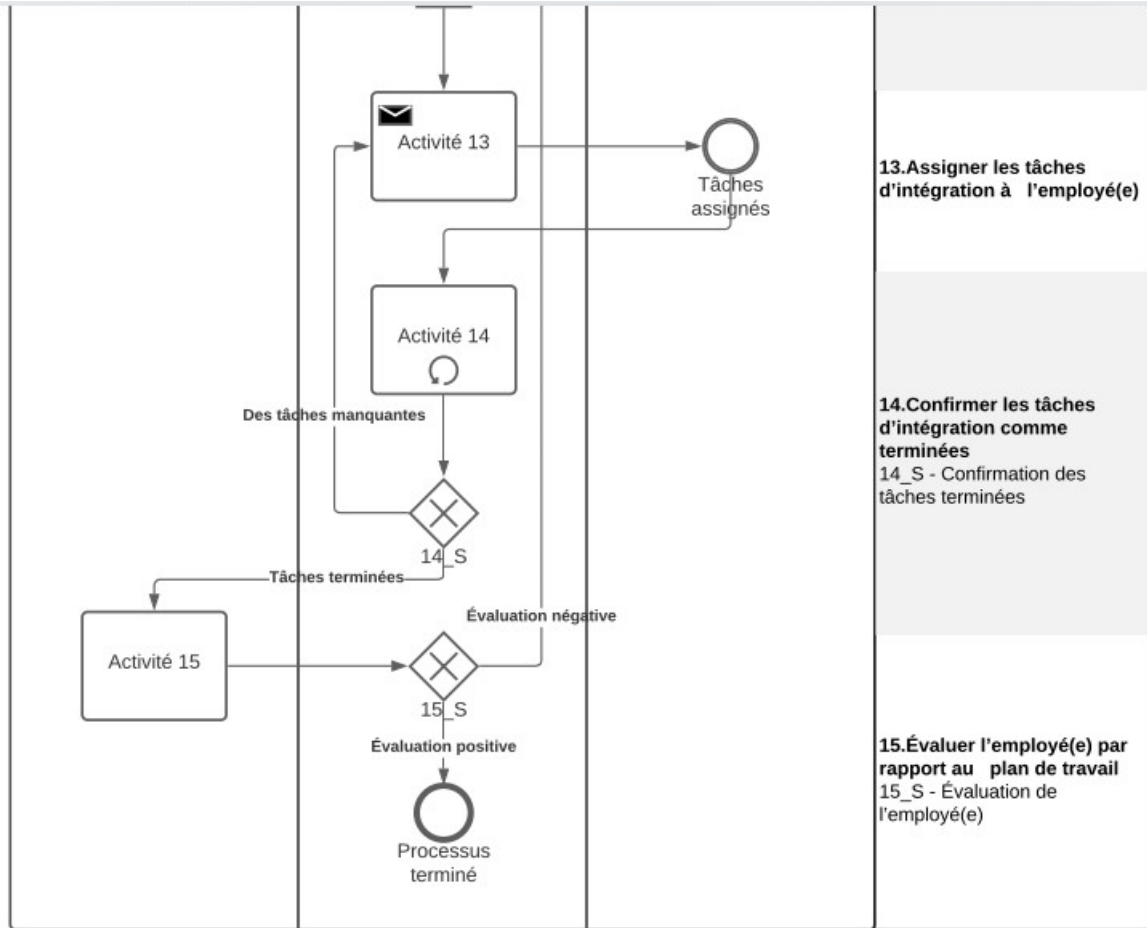 Activité 13
Tâches
assignés
13.Assigner les tâches
d’intégration à   l’employé(e)
Activité 14
Des tâches manquantes
14_S
14.Confirmer les tâches
d’intégration comme
terminées
14_S - Confirmation des
tâches terminées
Tâches terminées
Évaluation négative
Activité 15
15_S
Évaluation positive
Processus
terminé
15.Évaluer l’employé(e) par
rapport au   plan de travail
15_S - Évaluation de
l’employé(e)